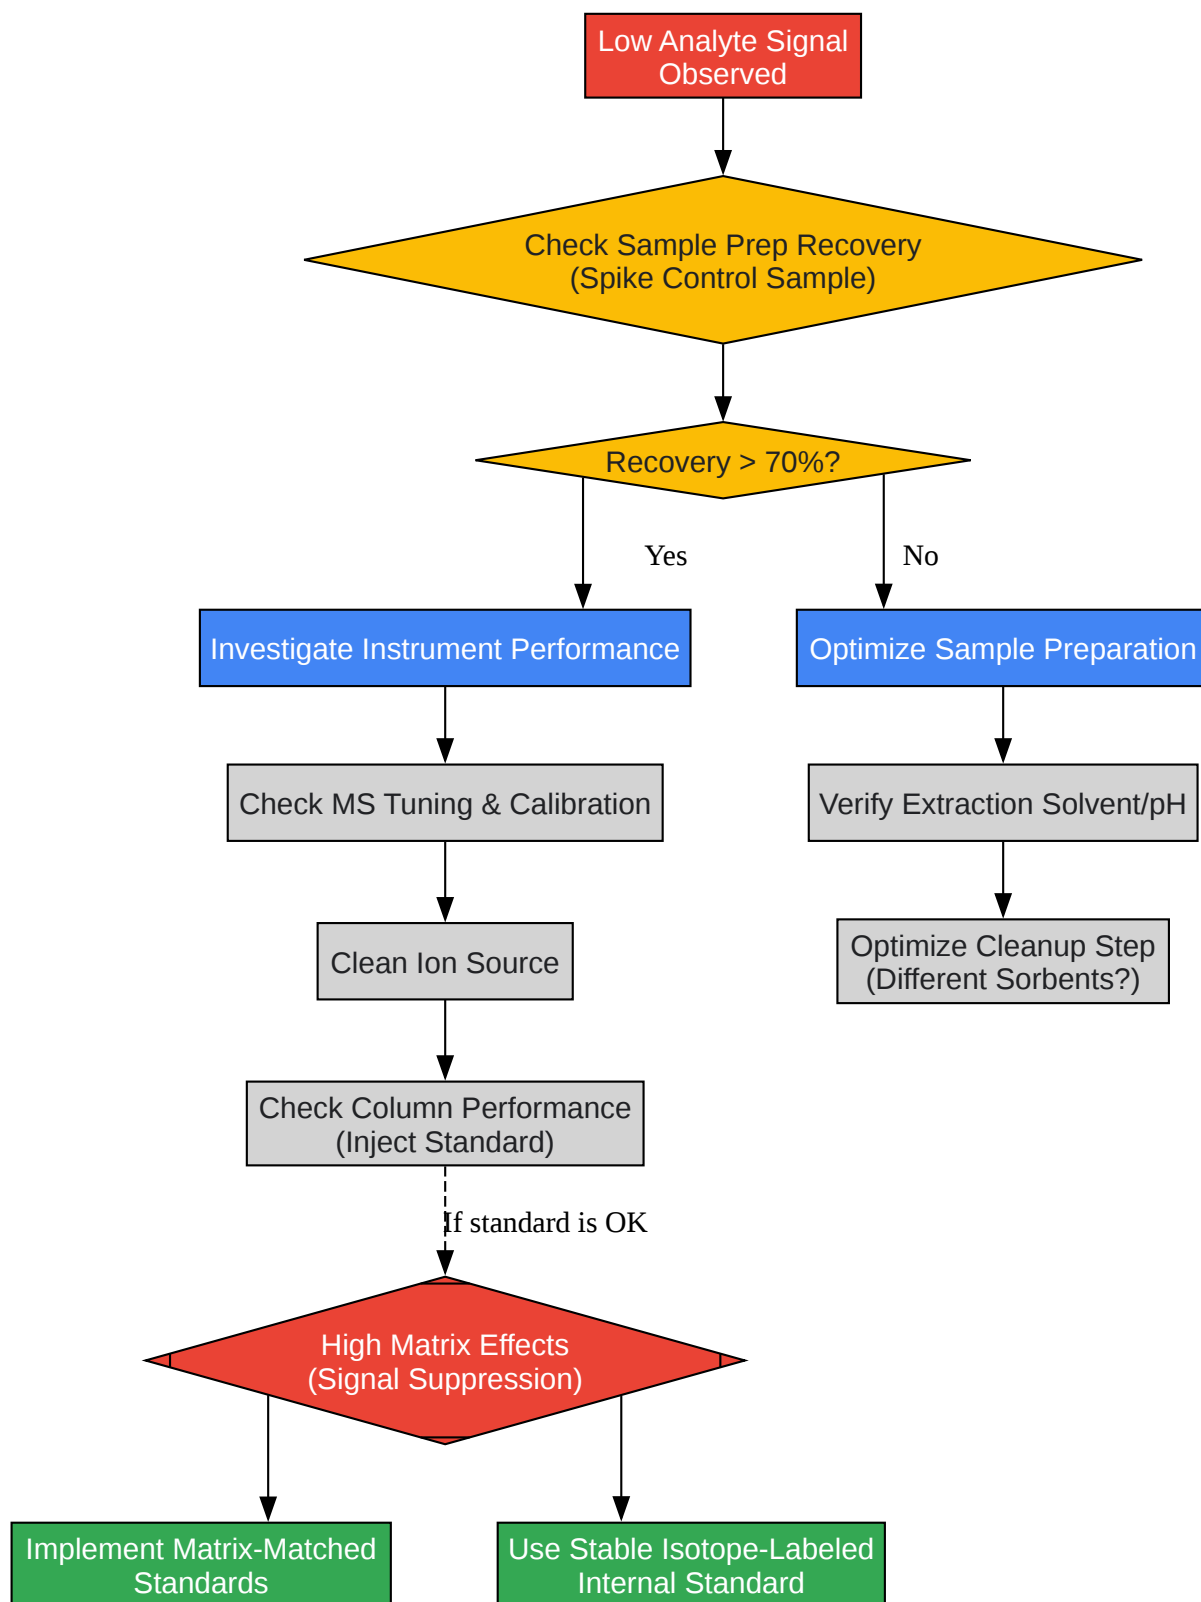 Low Analyte Signal
Observed
Check Sample Prep Recovery
(Spike Control Sample)
Recovery > 70%?
Yes
No
Investigate Instrument Performance
Optimize Sample Preparation
Check MS Tuning & Calibration
Verify Extraction Solvent/pH
Clean Ion Source
Optimize Cleanup Step
(Different Sorbents?)
Check Column Performance
(Inject Standard)
If standard is OK
High Matrix Effects
(Signal Suppression)
Implement Matrix-Matched
Standards
Use Stable Isotope-Labeled
Internal Standard